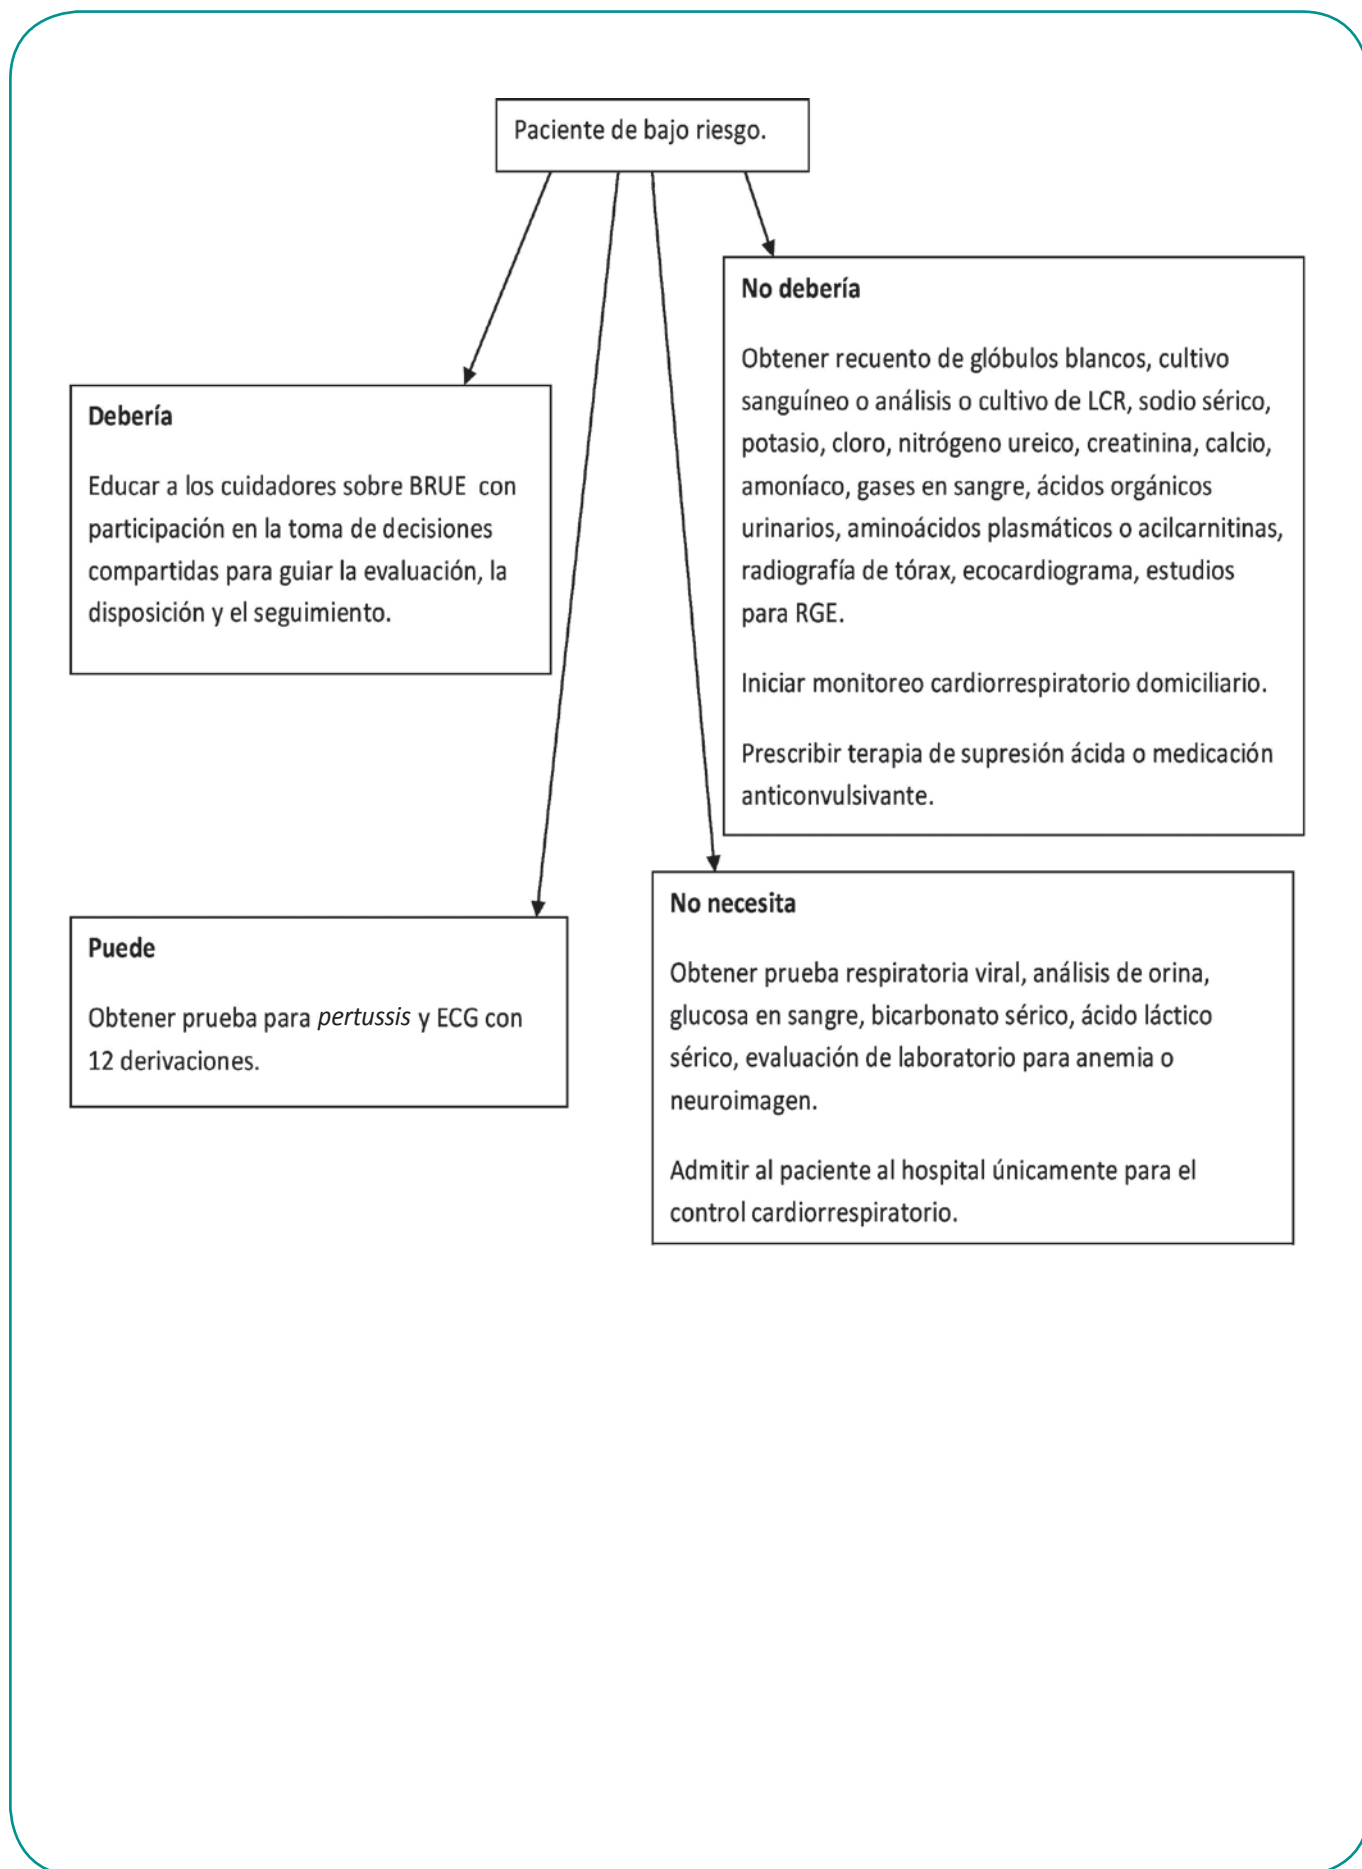 Paciente de bajo riesgo.
Debería
Educar a los cuidadores sobre BRUE con
participación en la toma de decisiones
compartidas para guiar la evaluación, la
disposición y el seguimiento.
No debería
Obtener recuento de glóbulos blancos, cultivo
sanguíneo o análisis o cultivo de LCR, sodio sérico,
potasio, cloro, nitrógeno ureico, creatinina, calcio,
amoníaco, gases en sangre, ácidos orgánicos
urinarios, aminoácidos plasmáticos o acilcarnitinas,
radiografía de tórax, ecocardiograma, estudios
para RGE.
Iniciar monitoreo cardiorrespiratorio domiciliario.
Prescribir terapia de supresión ácida o medicación
anticonvulsivante.
Puede
Obtener prueba para pertussis y ECG con
12 derivaciones.
No necesita
Obtener prueba respiratoria viral, análisis de orina,
glucosa en sangre, bicarbonato sérico, ácido láctico
sérico, evaluación de laboratorio para anemia o
neuroimagen.
Admitir al paciente al hospital únicamente para el
control cardiorrespiratorio.